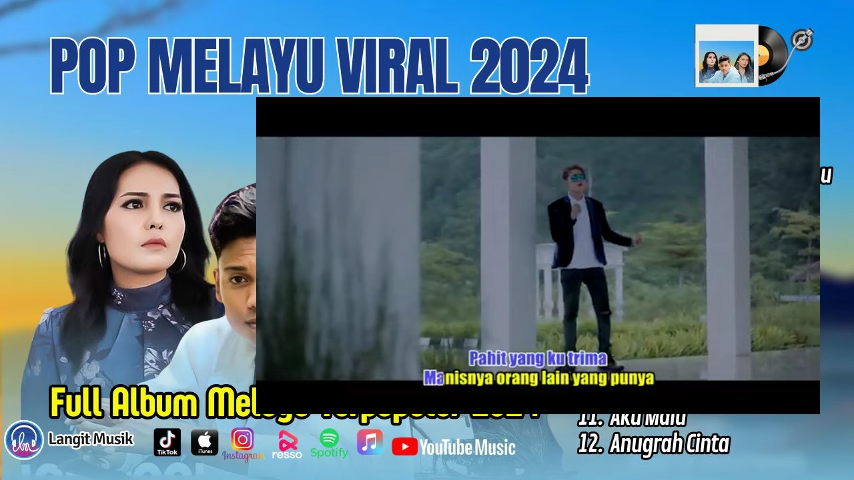 POP MELAYU VIRAL 2024
Pahit yang ku trima
Manisnya orang lain yang punya
Full Album
2024
11. Aku Malu
12. Anugrah Cinta
Langit Musik
TikTok
iTunes
Instagram
resso
Spotify
YouTube Music